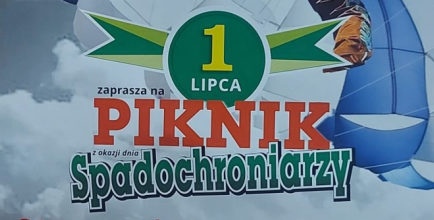 1
LIPCA
zaprasza na
PIKNIK
z okazji dnia
Spadochroniarzy